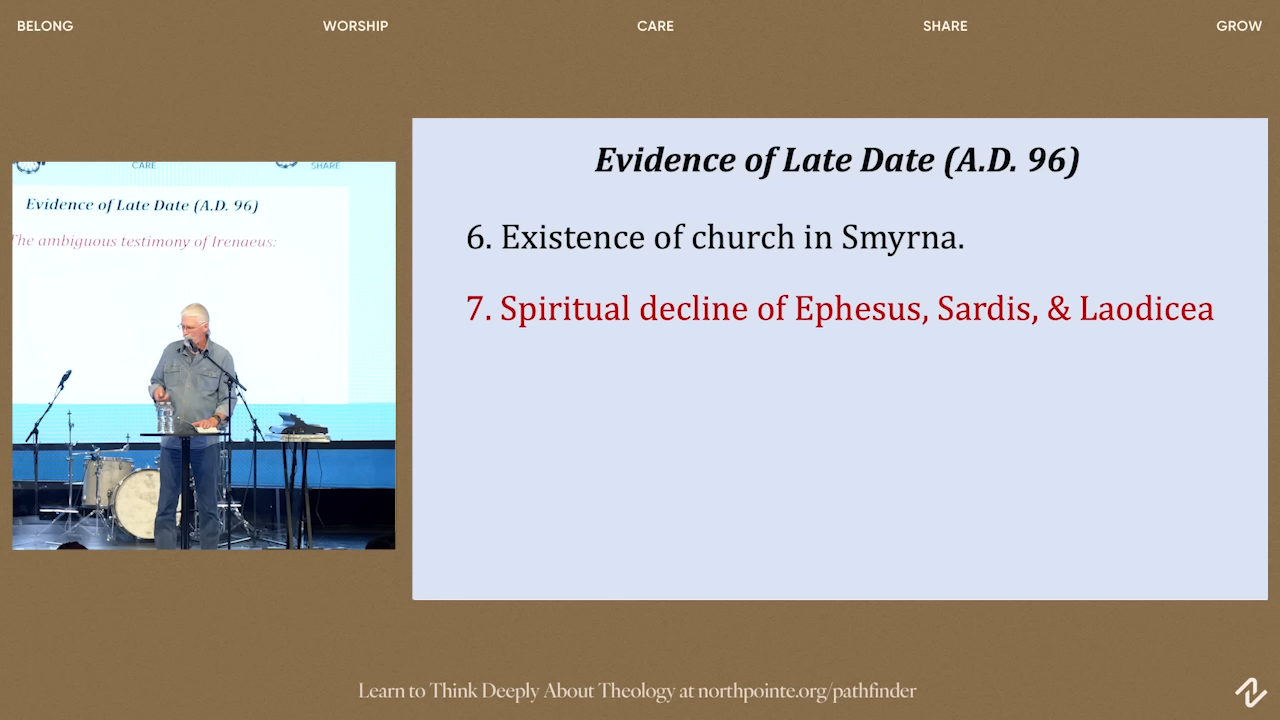 BELONG
WORSHIP
CARE
SHARE
GROW
CARE
SHARE
Evidence of Late Date (A.D. 96)
The ambiguous testimony of Irenaeus:
Evidence of Late Date (A.D. 96)
6. Existence of church in Smyrna.
7. Spiritual decline of Ephesus, Sardis, & Laodicea
Learn to Think Deeply About Theology at northpointe.org/pathfinder